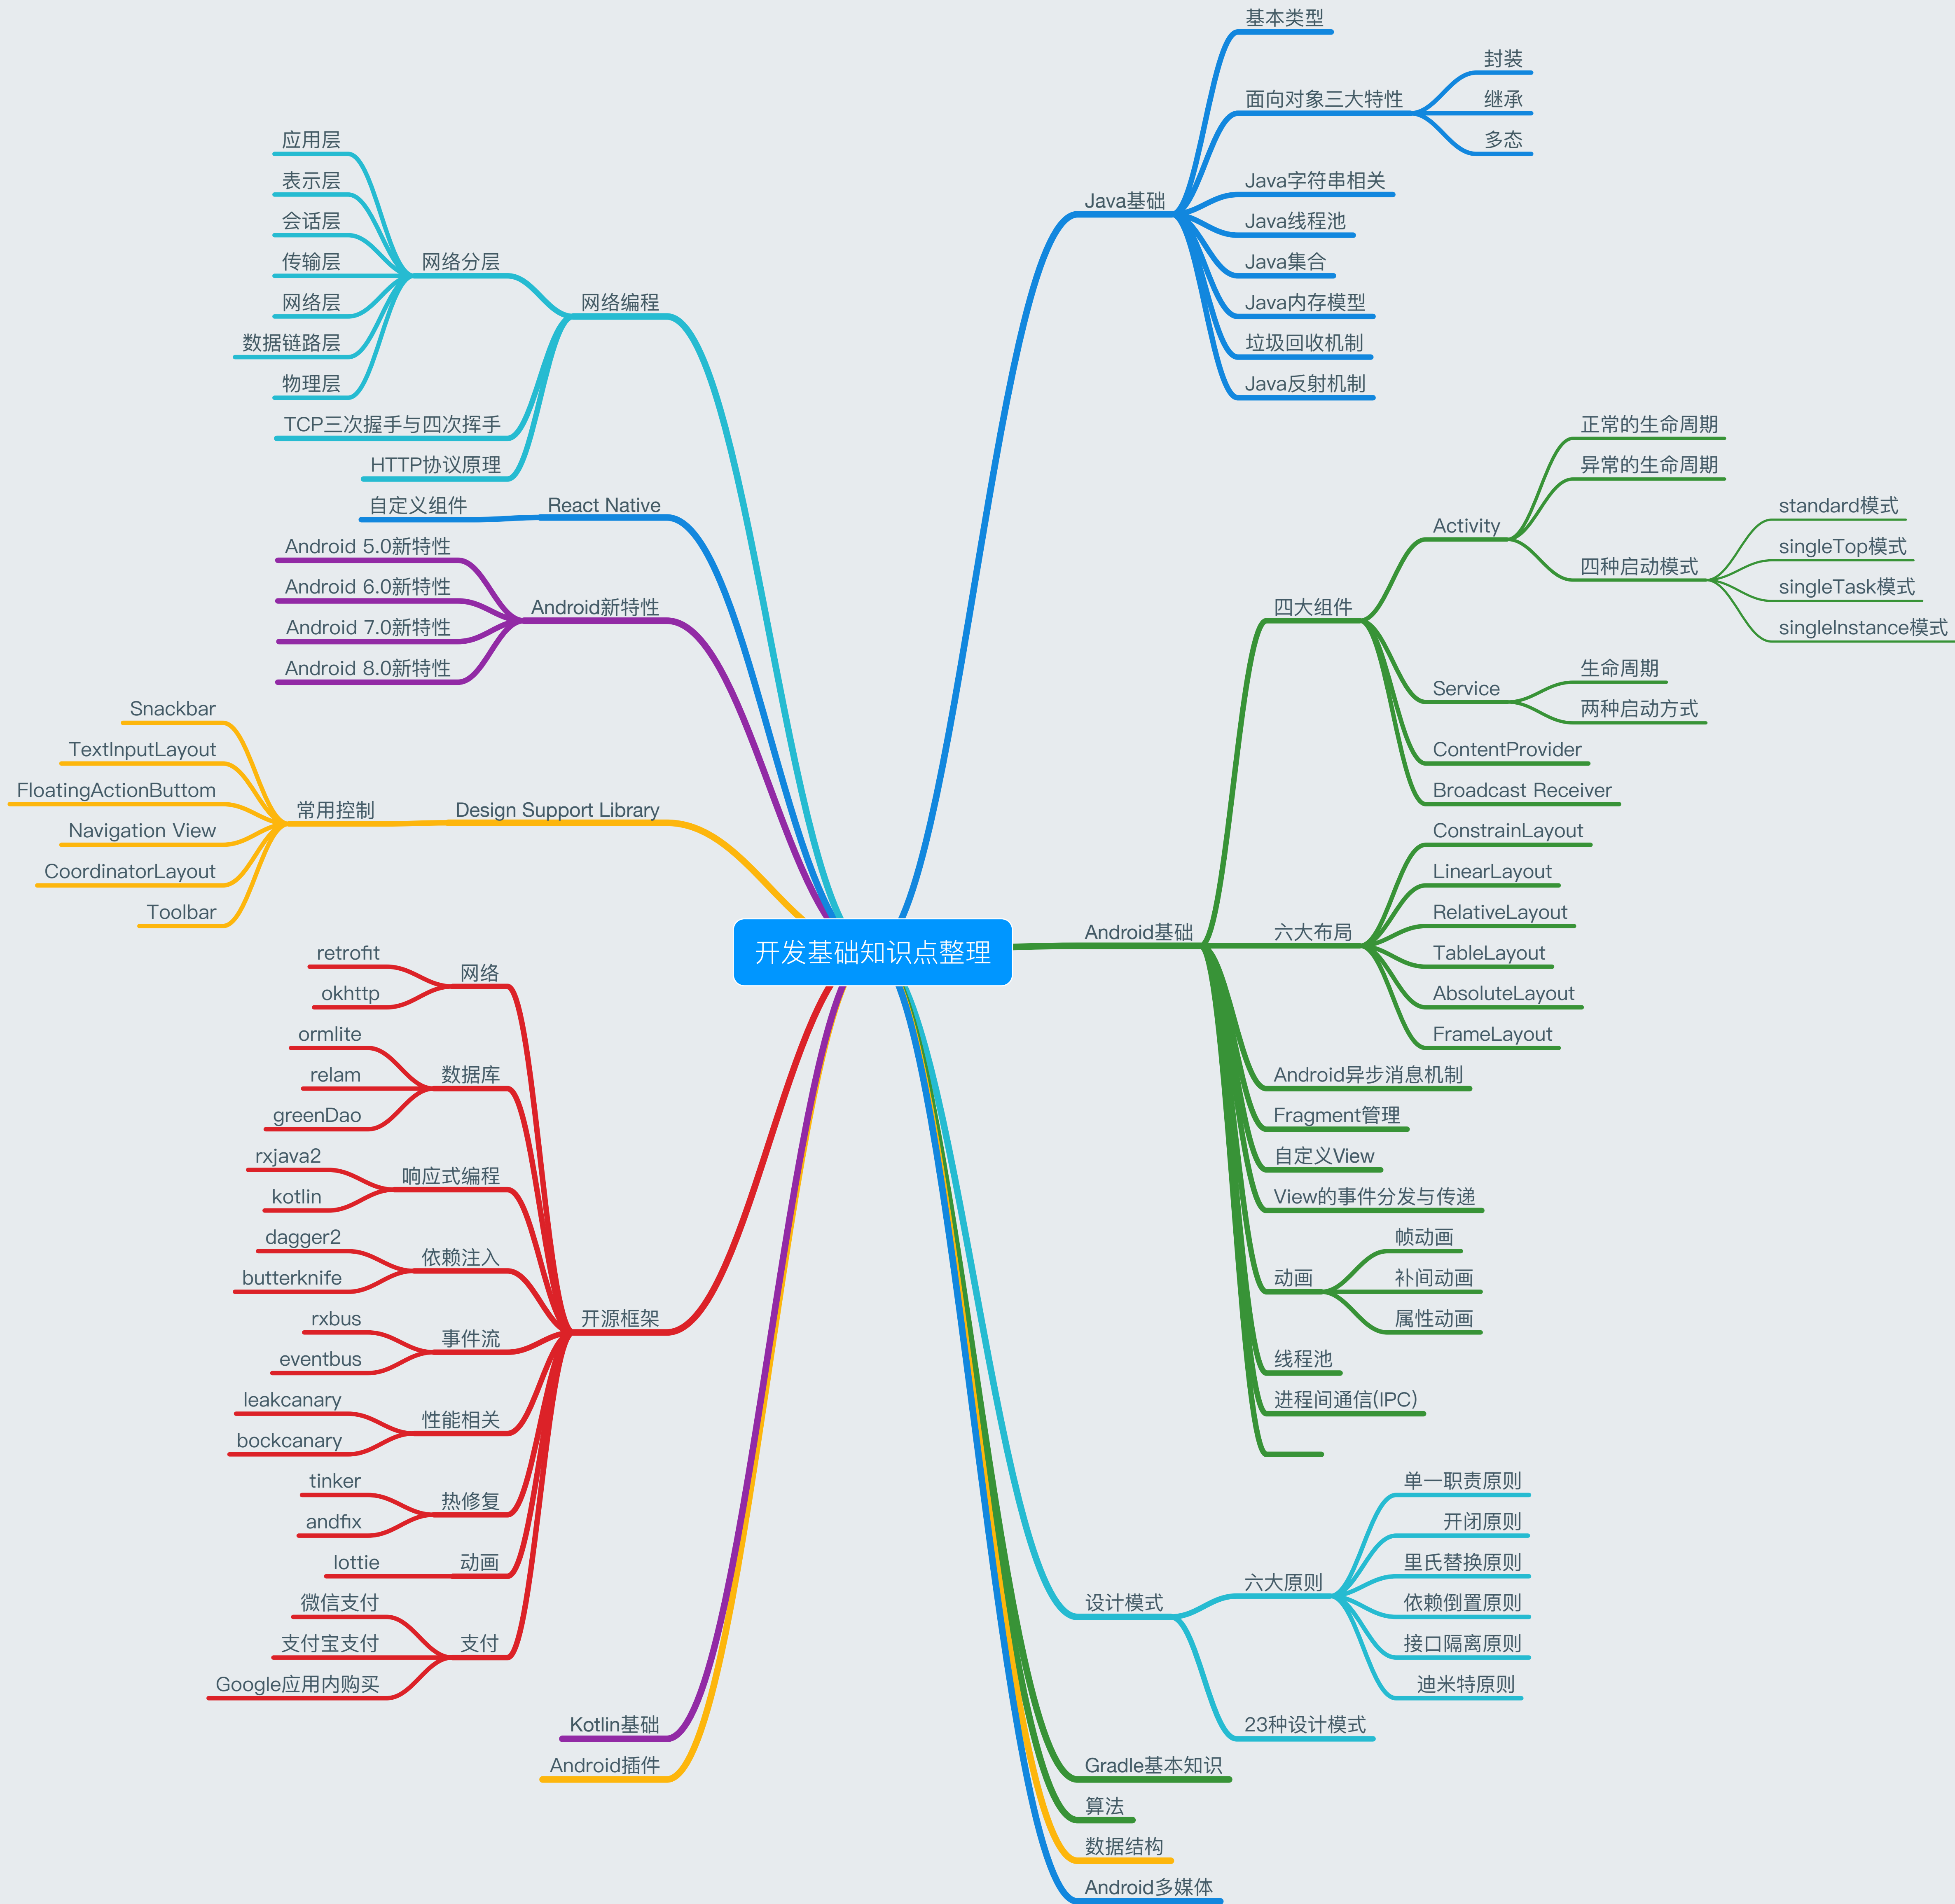 开发基础知识点整理
Java基础
基本类型
面向对象三大特性
封装
继承
多态
Java字符串相关
Java线程池
Java集合
Java内存模型
垃圾回收机制
Java反射机制
Android基础
四大组件
Activity
正常的生命周期
异常的生命周期
四种启动模式
standard模式
singleTop模式
singleTask模式
singleInstance模式
Service
生命周期
两种启动方式
ContentProvider
Broadcast Receiver
六大布局
ConstrainLayout
LinearLayout
RelativeLayout
TableLayout
AbsoluteLayout
FrameLayout
Android异步消息机制
Fragment管理
自定义View
View的事件分发与传递
动画
帧动画
补间动画
属性动画
线程池
进程间通信(IPC)
设计模式
六大原则
单一职责原则
开闭原则
里氏替换原则
依赖倒置原则
接口隔离原则
迪米特原则
23种设计模式
Gradle基本知识
算法
数据结构
Android多媒体
网络编程
网络分层
应用层
表示层
会话层
传输层
网络层
数据链路层
物理层
TCP三次握手与四次挥手
HTTP协议原理
React Native
自定义组件
Android新特性
Android 5.0新特性
Android 6.0新特性
Android 7.0新特性
Android 8.0新特性
Design Support Library
常用控制
Snackbar
TextInputLayout
FloatingActionButtom
Navigation View
CoordinatorLayout
Toolbar
开源框架
网络
retrofit
okhttp
数据库
ormlite
relam
greenDao
响应式编程
rxjava2
kotlin
依赖注入
dagger2
butterknife
事件流
rxbus
eventbus
性能相关
leakcanary
bockcanary
热修复
tinker
andfix
动画
lottie
支付
微信支付
支付宝支付
Google应用内购买
Kotlin基础
Android插件